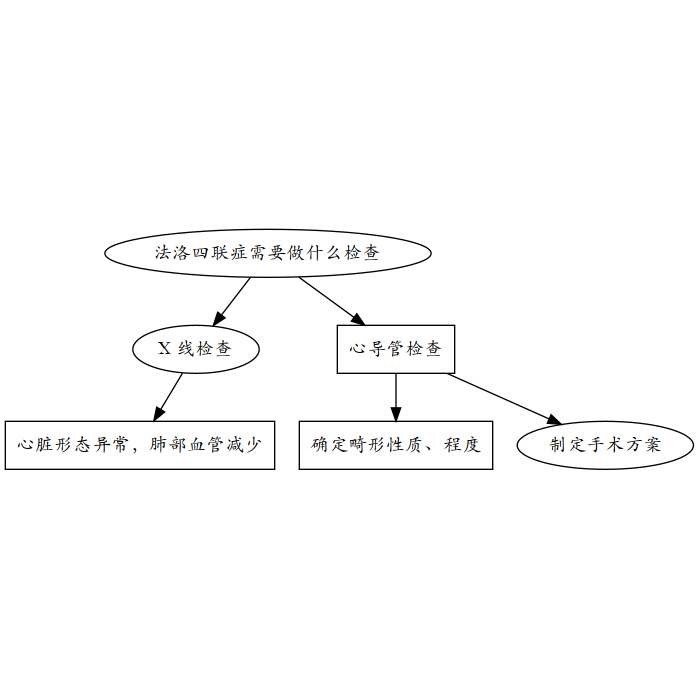 法洛四联症需要做什么检查
X 线检查
心导管检查
心脏形态异常，肺部血管减少
确定畸形性质、程度
制定手术方案